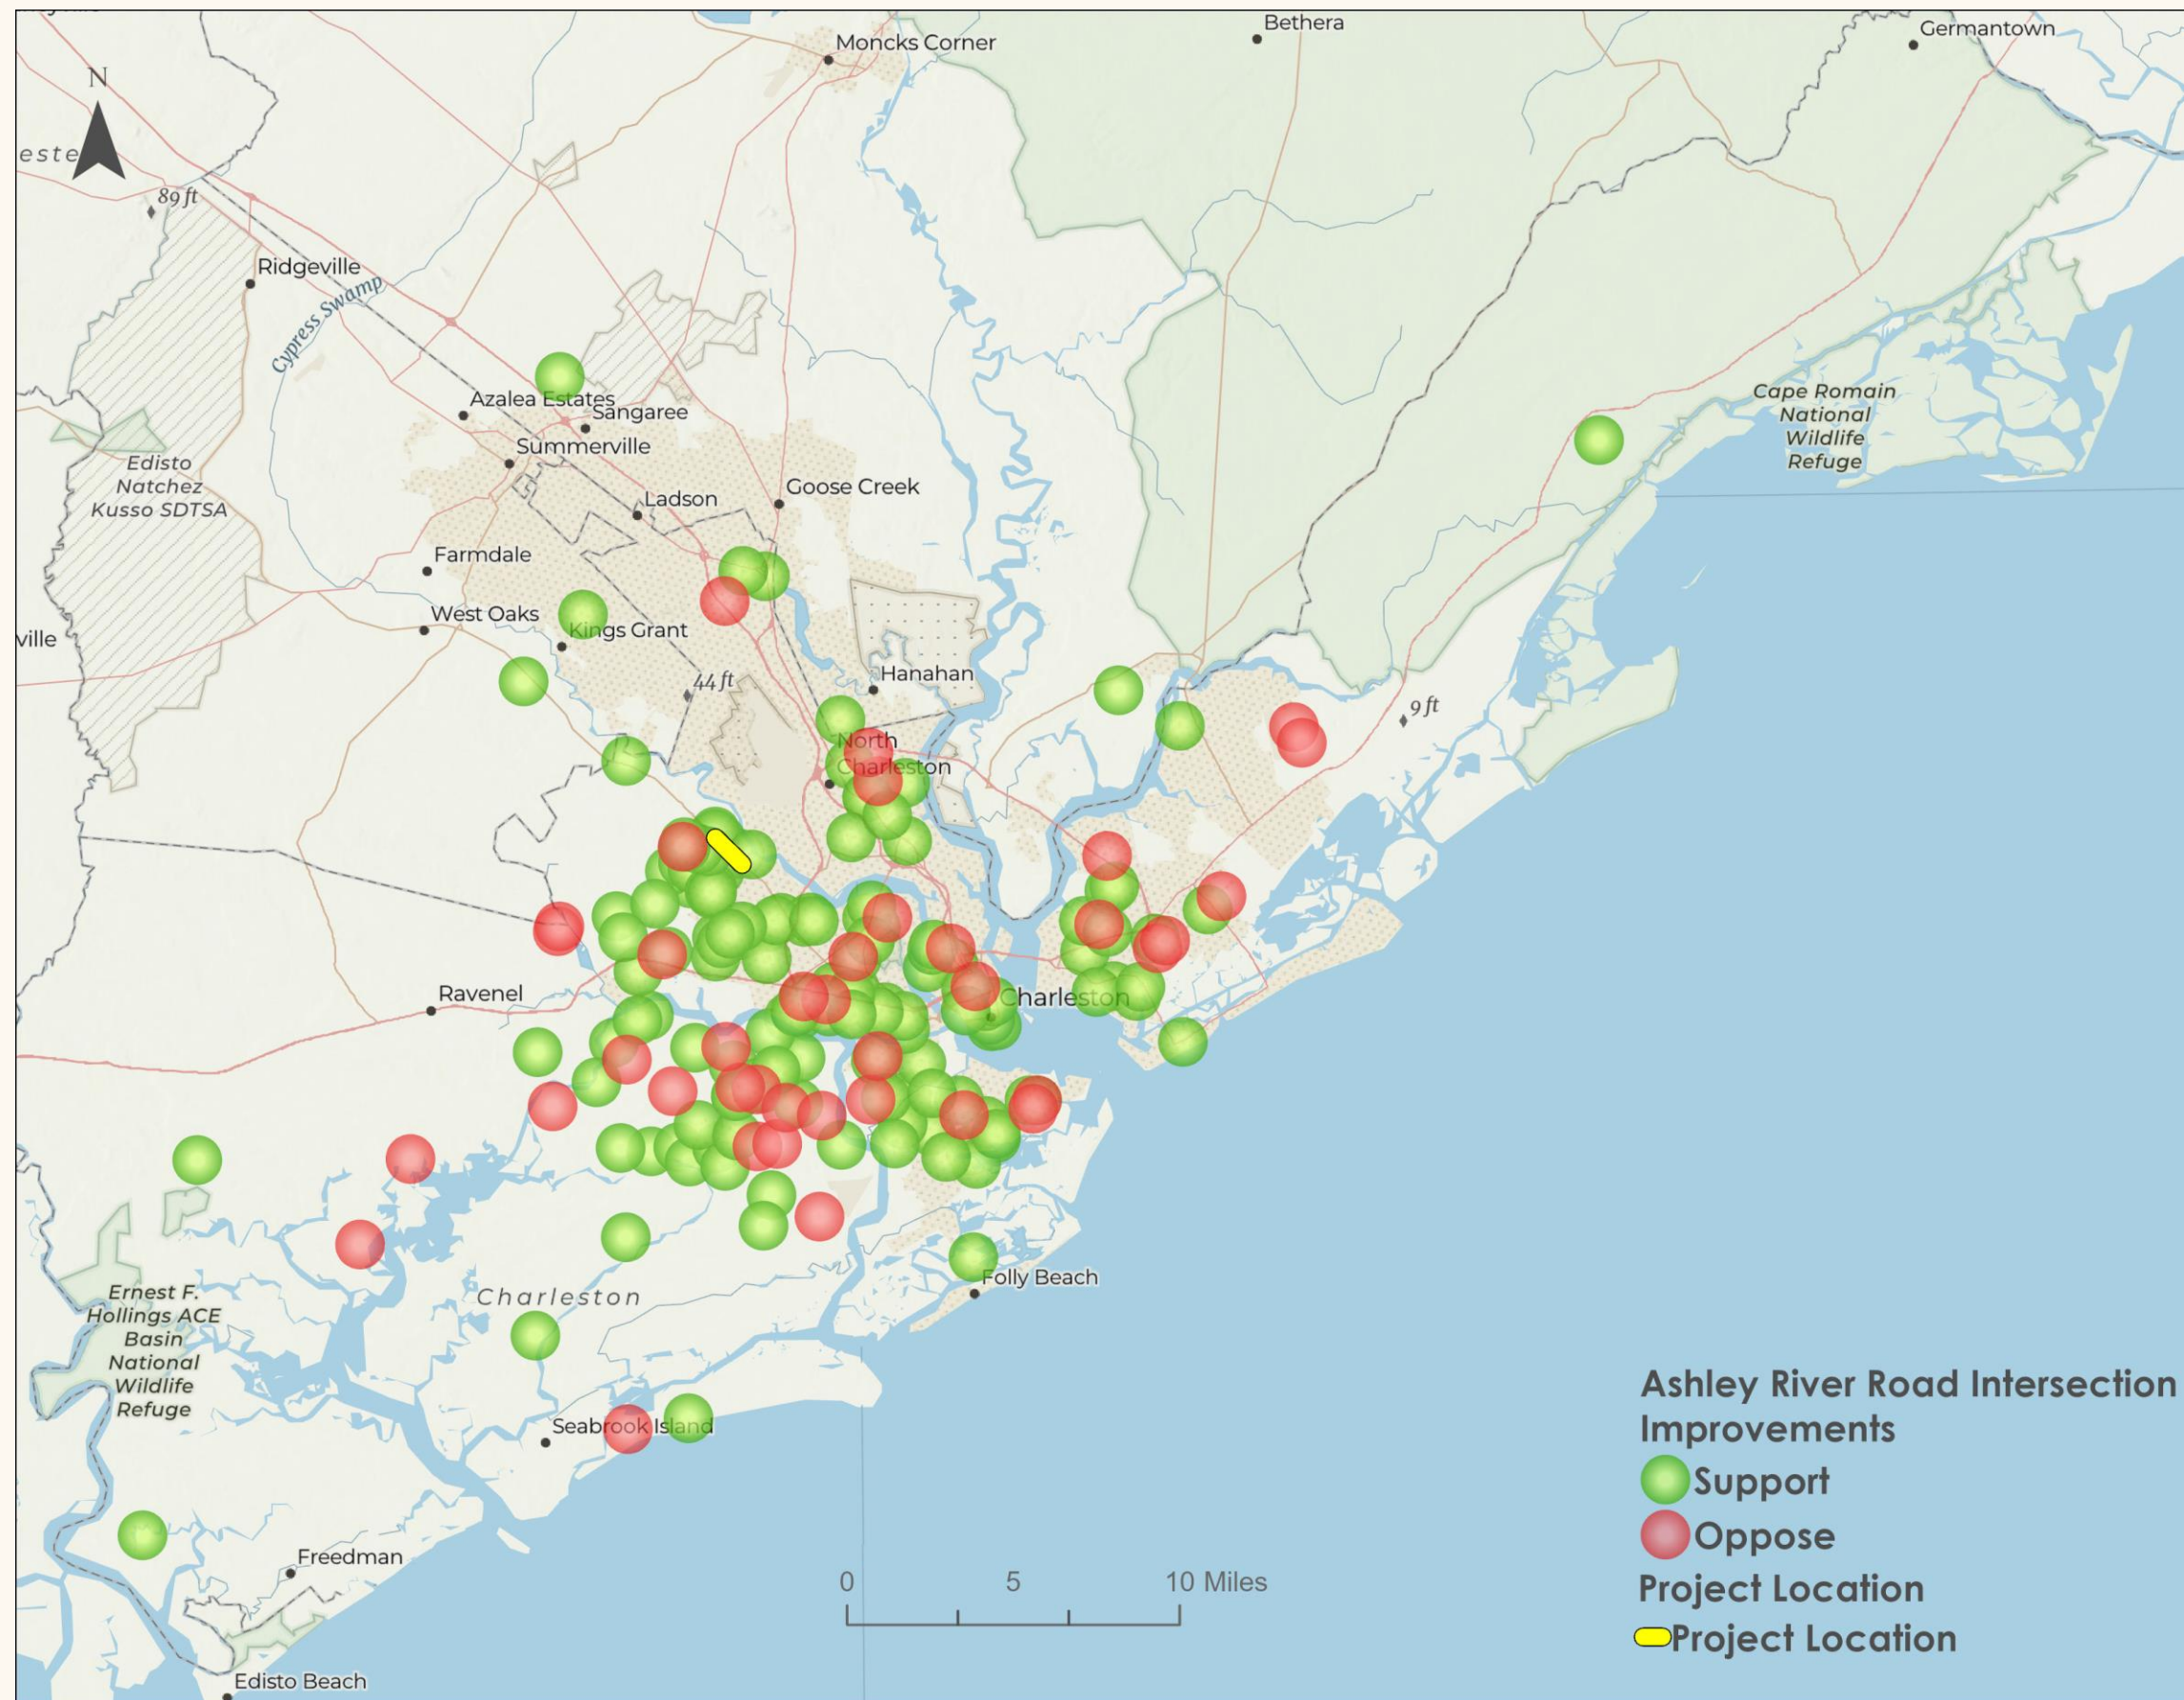 Bethera
Germantown
Moncks Corner
N
este
89 ft
Ridgeville
Cypress Swamp
Cape Romain
National
Wildlife
Refuge
Azalea Estates
Sangaree
Summerville
Edisto
Natchez
Kusso SDTSA
Ladson
Goose Creek
Farmdale
West Oaks
Kings Grant
ville
Hanahan
44 ft
9 ft
North
Charleston
Ravenel
Charleston
Folly Beach
Ernest F.
Hollings ACE
Basin
National
Wildlife
Refuge
Charleston
Seabrook Island
Ashley River Road Intersection
Improvements
Support
Oppose
Project Location
Project Location
0 5 10 Miles
Freedman
Edisto Beach